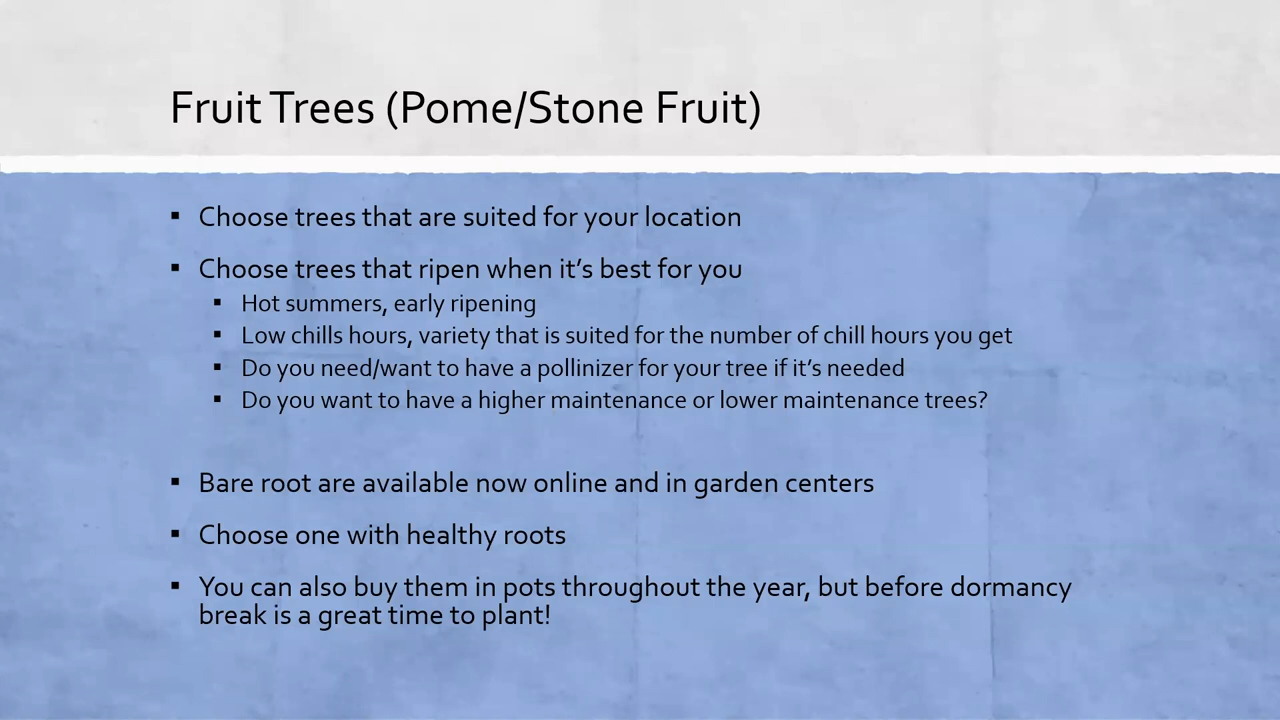 Fruit Trees (Pome/Stone Fruit)
▪ Choose trees that are suited for your location
▪ Choose trees that ripen when it’s best for you
▪ Hot summers, early ripening
▪ Low chills hours, variety that is suited for the number of chill hours you get
▪ Do you need/want to have a pollinizer for your tree if it’s needed
▪ Do you want to have a higher maintenance or lower maintenance trees?
▪ Bare root are available now online and in garden centers
▪ Choose one with healthy roots
▪ You can also buy them in pots throughout the year, but before dormancy
break is a great time to plant!